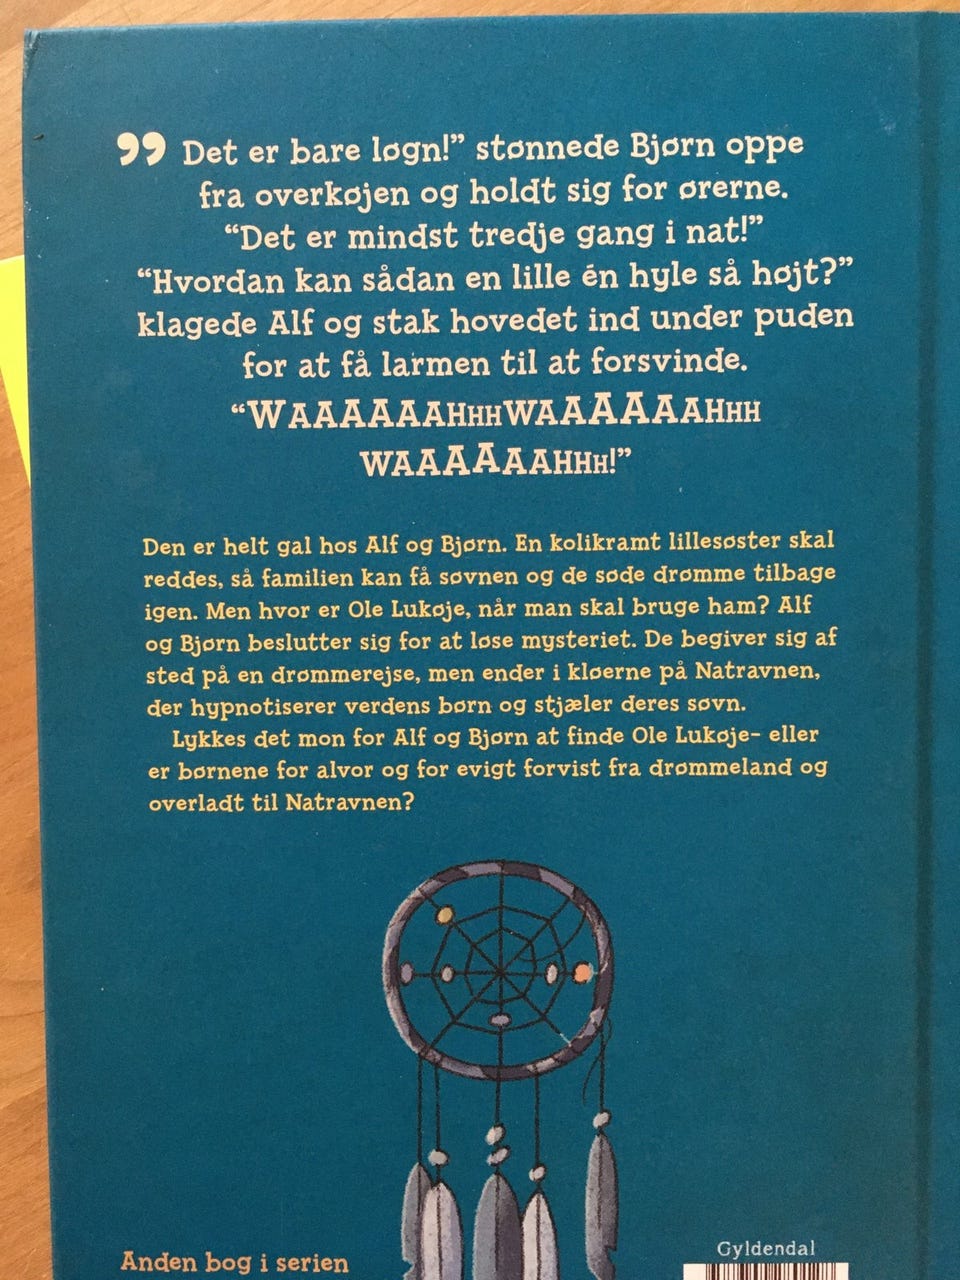 ”Det er bare løgn!” stønnede Bjørn oppe
fra overkøjen og holdt sig for ørerne.
“Det er mindst tredje gang i nat!”
“Hvordan kan sådan en lille én hyle så højt?”
klagede Alf og stak hovedet ind under puden
for at få larmen til at forsvinde.
“WAAAAAAAHHHWAAAAAAAHHH
WAAAAAAAHHH!”
Den er helt gal hos Alf og Bjørn. En kolikramt lillesøster skal
reddes, så familien kan få søvnen og de søde drømme tilbage
igen. Men hvor er Ole Lukøje, når man skal bruge ham? Alf
og Bjørn beslutter sig for at løse mysteriet. De begiver sig af
sted på en drømmerejse, men ender i kløerne på Natravnen,
der hypnotiserer verdens børn og stjæler deres søvn.
Lykkes det mon for Alf og Bjørn at finde Ole Lukøje- eller
er børnene for alvor og for evigt forvist fra drømmeland og
overladt til Natravnen?
Anden bog i serien
Gyldendal